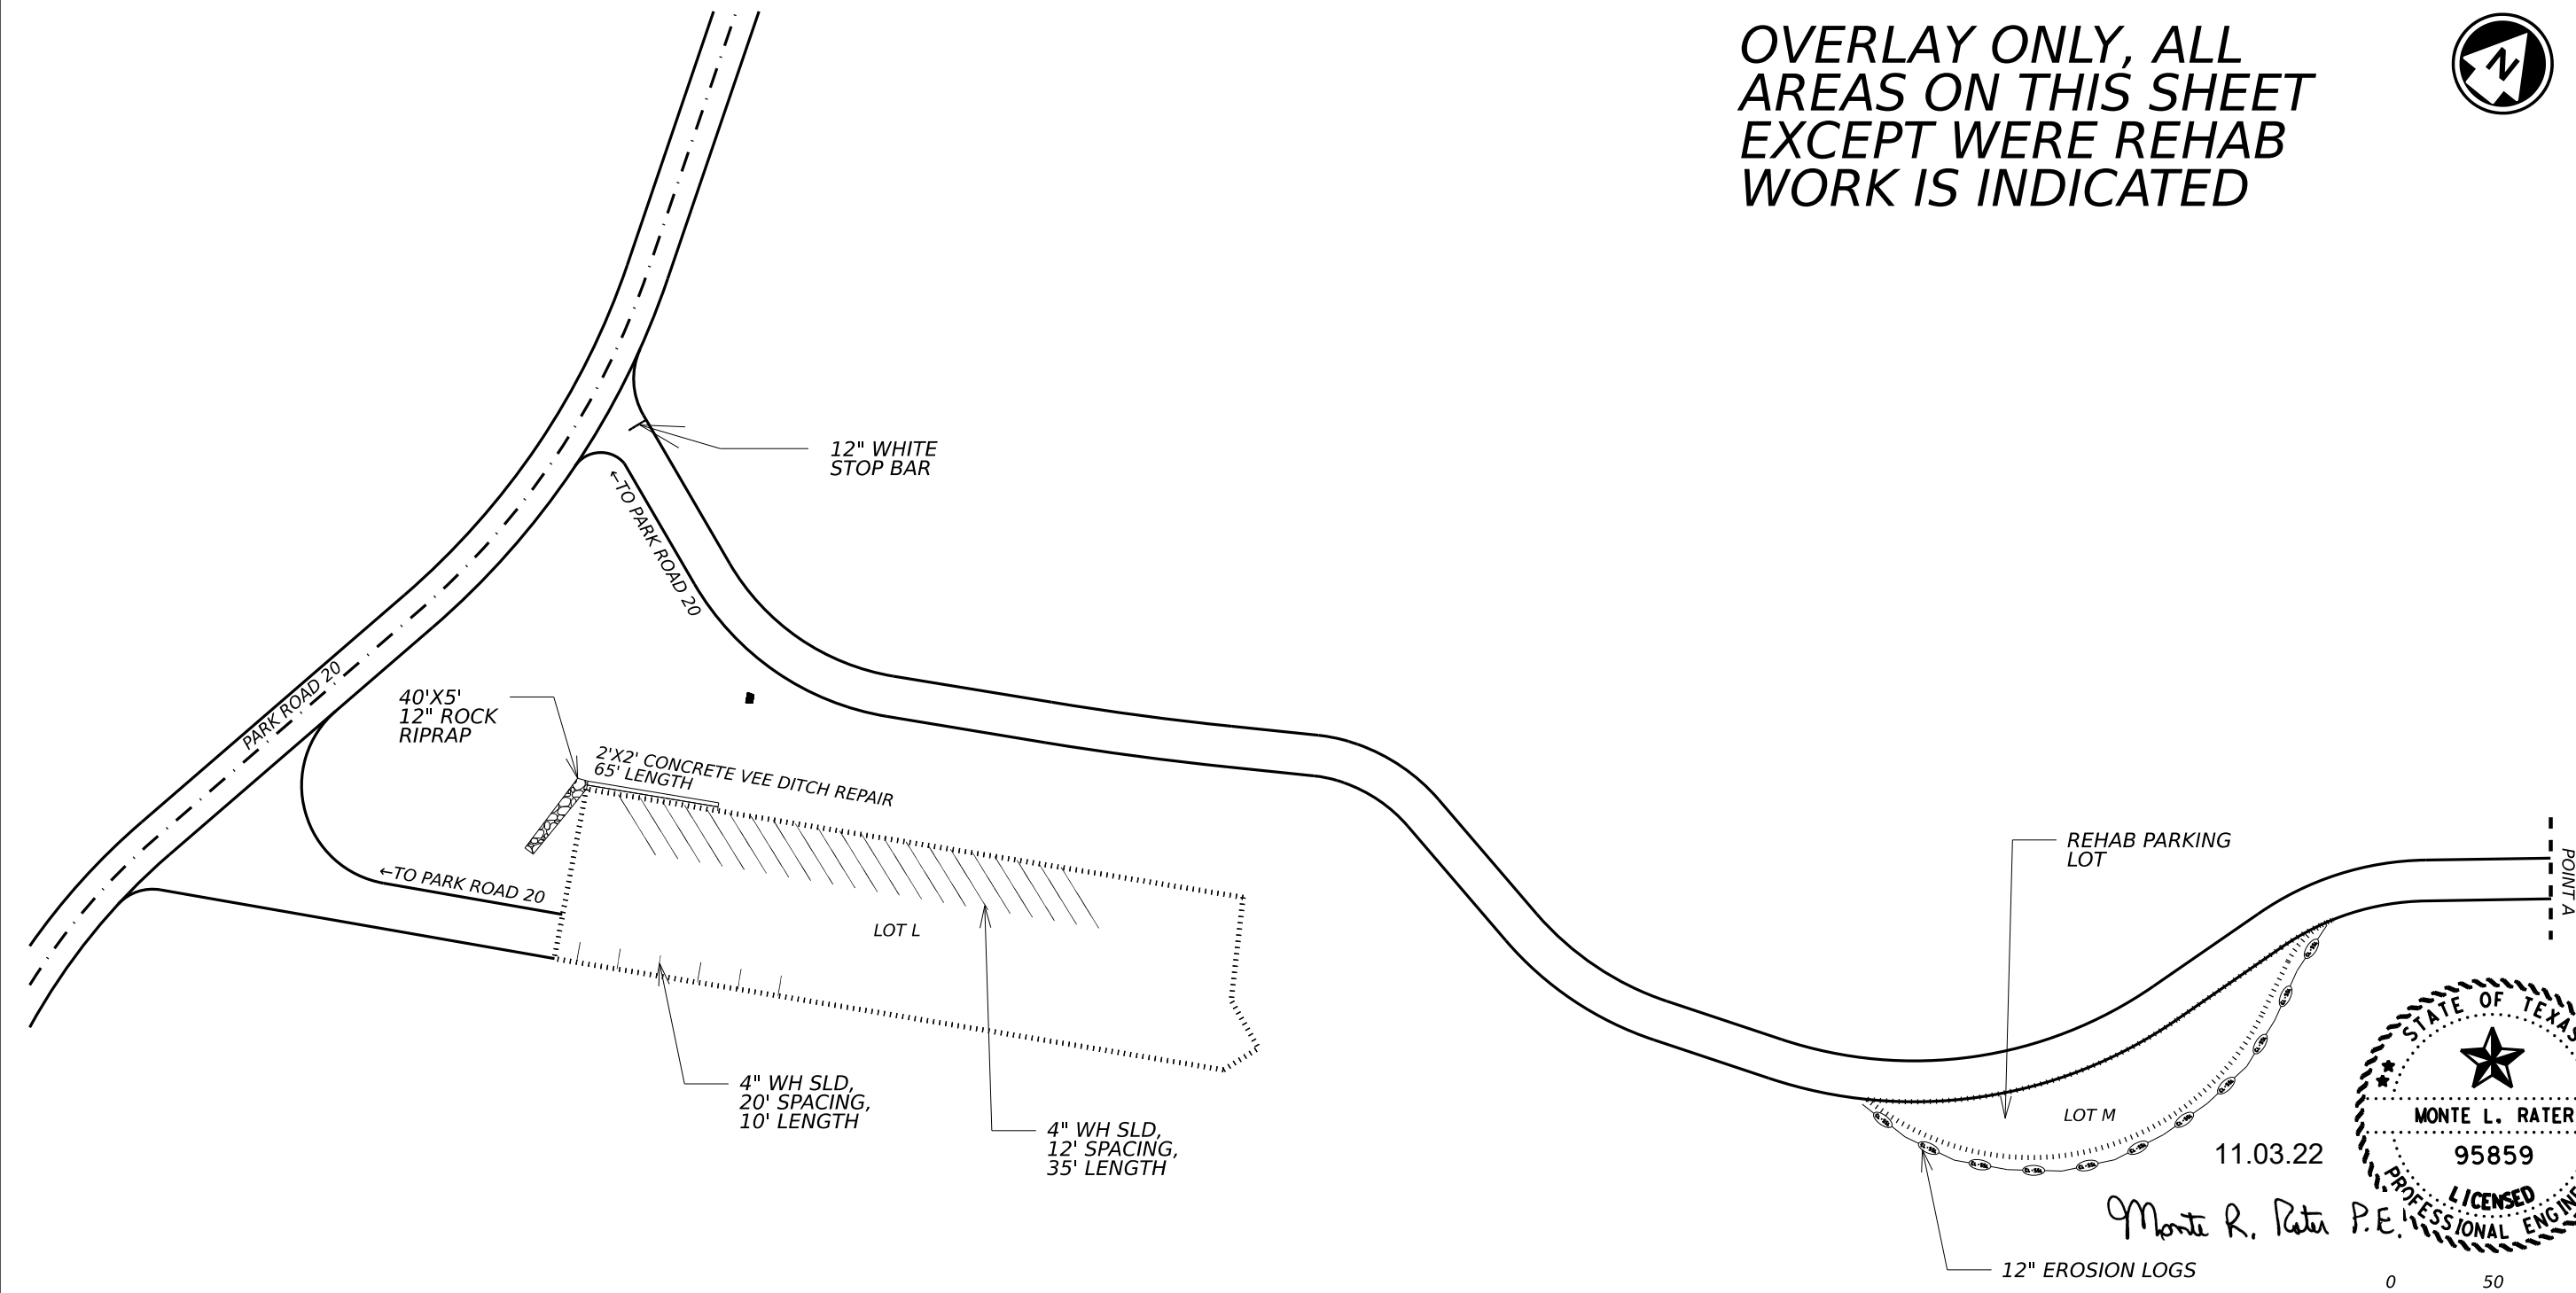 OVERLAY ONLY, ALL
AREAS ON THIS SHEET
EXCEPT WERE REHAB
WORK IS INDICATED
N
12" WHITE
STOP BAR
←TO PARK ROAD 20
PARK ROAD 20
40'X5'
12" ROCK
RIPRAP
2'X2' CONCRETE VEE DITCH REPAIR
65' LENGTH
←TO PARK ROAD 20
LOT L
4" WH SLD,
20' SPACING,
10' LENGTH
4" WH SLD,
12' SPACING,
35' LENGTH
REHAB PARKING
LOT
POINT A
LOT M
12" EROSION LOGS
11.03.22
Monte R. Rater P.E.
STATE OF TEXAS
MONTE L. RATER
95859
LICENSED
PROFESSIONAL ENGINE
0 50